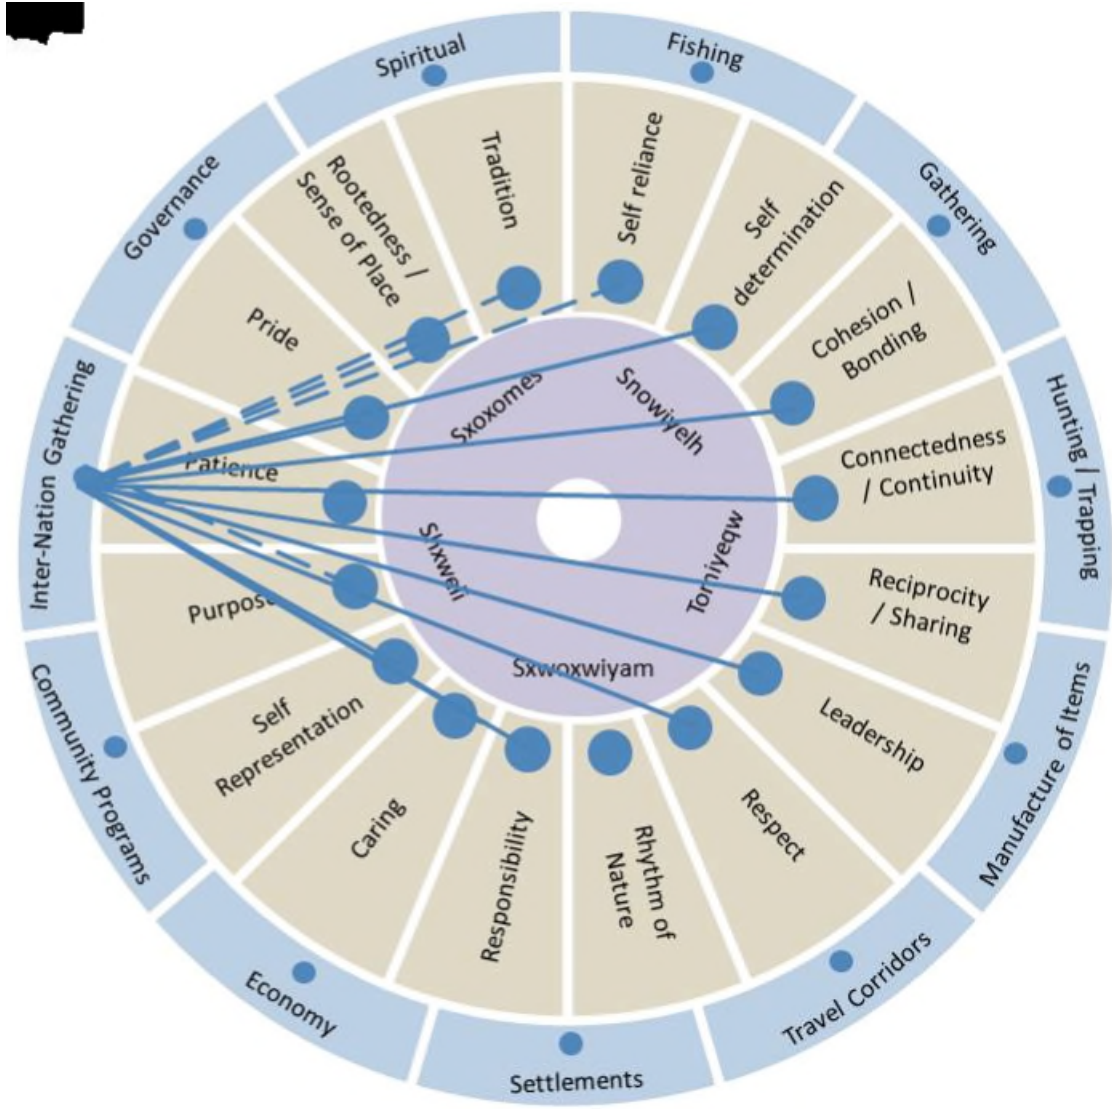 Spiritual
Fishing
Gathering
Hunting / Trapping
Manufacture of Items
Travel Corridors
Settlements
Economy
Community Programs
Inter-Nation Gathering
Governance
Tradition
Self reliance
Self
determination
Cohesion /
Bonding
Connectedness
/ Continuity
Reciprocity
/ Sharing
Leadership
Respect
Rhythm of
Nature
Responsibility
Caring
Self
Representation
Purpose
Patience
Pride
Rootedness /
Sense of Place
Sxoxomes
Snowiyelh
Tomiyeqw
Sxwoxwiyam
Shxweli